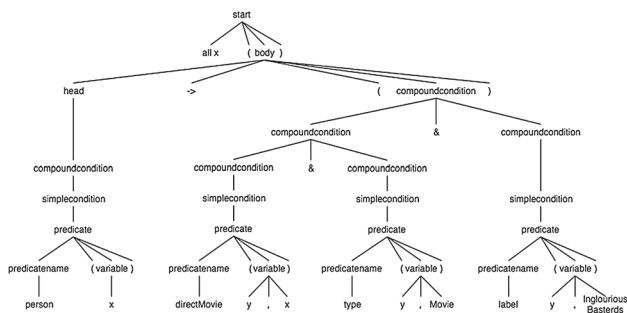 start
all x ( body )
head -> ( compoundcondition )
compoundcondition & compoundcondition
compoundcondition compoundcondition & compoundcondition
simplecondition simplecondition simplecondition simplecondition
predicate predicate predicate predicate
predicatename ( variable ) predicatename ( variable ) predicatename ( variable ) predicatename ( variable )
person x directMovie y , x type y , Movie label y , Inglourious
Basterds